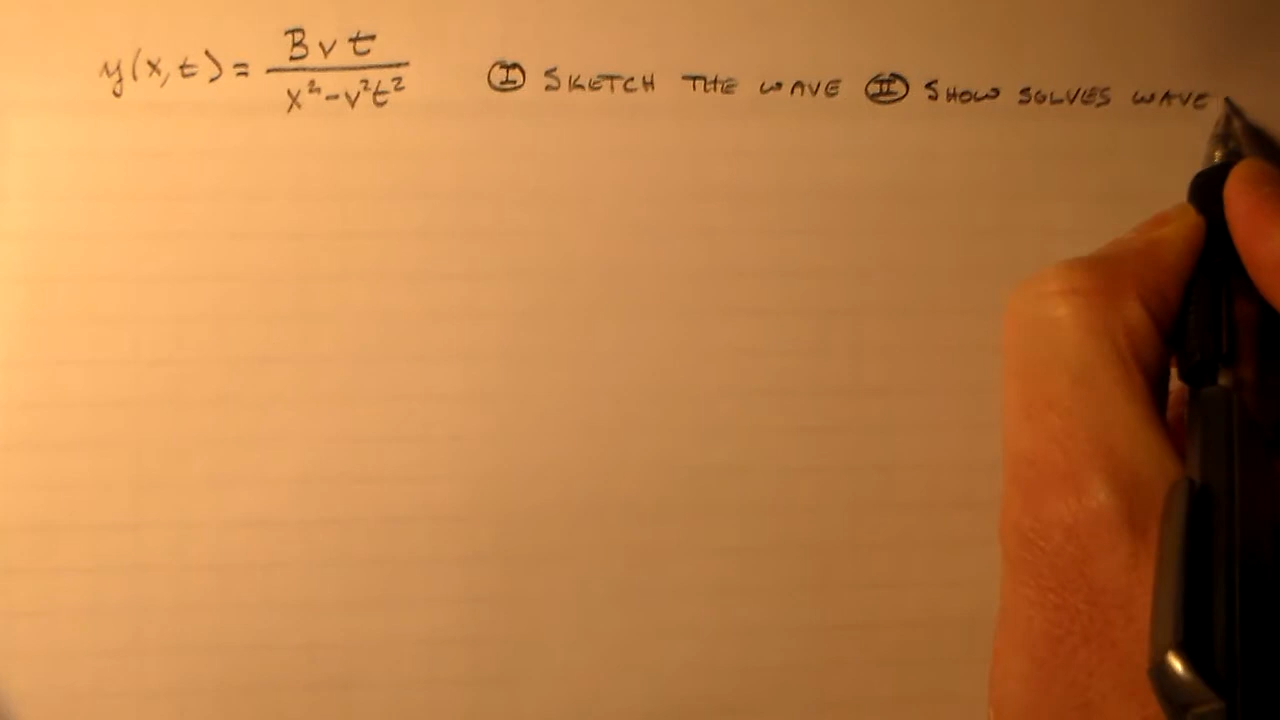 y(x,t) = Bvt / (x²-v²t²) Ⓘ SKETCH THE WAVE Ⓘⓘ SHOW SOLVES WAVE